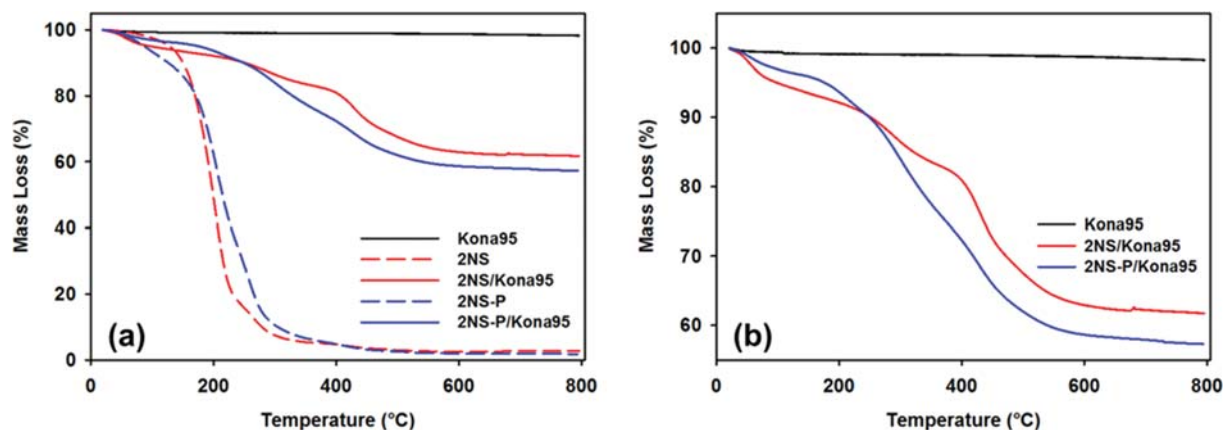 100
80
60
40
20
0
Mass Loss (%)
Kona95
2NS
2NS/Kona95
2NS-P
2NS-P/Kona95
(a)
0
200
400
600
800
Temperature (°C)
100
90
80
70
60
Mass Loss (%)
Kona95
2NS/Kona95
2NS-P/Kona95
(b)
0
200
400
600
800
Temperature (°C)